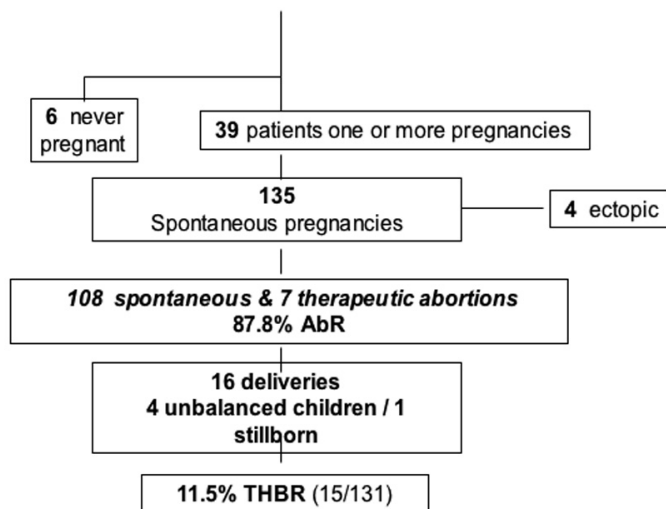 6 never
pregnant
39 patients one or more pregnancies
135
Spontaneous pregnancies
4 ectopic
108 spontaneous & 7 therapeutic abortions
87.8% AbR
16 deliveries
4 unbalanced children / 1
stillborn
11.5% THBR (15/131)